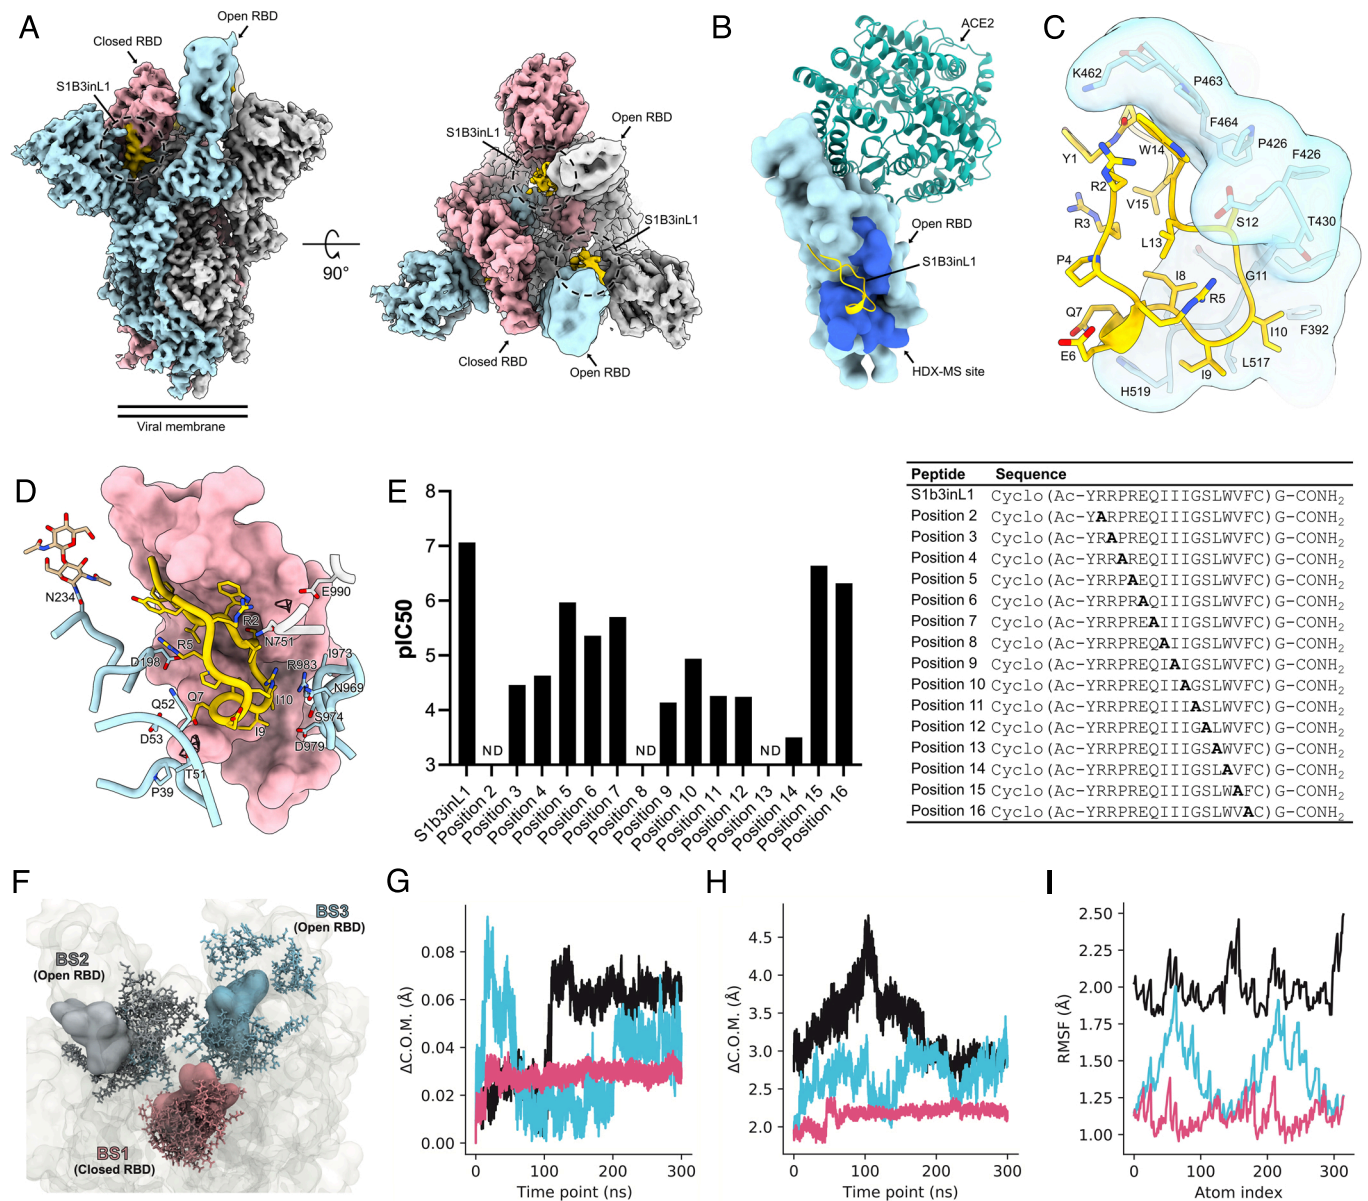 A
Open RBD
Closed RBD
S1B3inL1
90°
Viral membrane
S1B3inL1
Open RBD
S1B3inL1
Closed RBD
Open RBD
B
ACE2
Open RBD
S1B3inL1
HDX-MS site
C
K462
P463
F464
P426
F426
Y1
W14
R2
V15
S12
T430
R3
L13
P4
I8
G11
R5
Q7
I10
F392
E6
I9
L517
H519
D
N234
E990
R2
N751
R5
D198
R983
I973
Q7
I10
N969
Q52
S974
I9
D53
D979
T51
P39
E
pIC50
8
7
6
5
4
3
ND
ND
ND
S1b3inL1
Position 2
Position 3
Position 4
Position 5
Position 6
Position 7
Position 8
Position 9
Position 10
Position 11
Position 12
Position 13
Position 14
Position 15
Position 16
Peptide Sequence
S1b3inL1 Cyclo(Ac-YRRPREQIIIGSLWVFC)G-CONH2
Position 2 Cyclo(Ac-YARPREQIIIGSLWVFC)G-CONH2
Position 3 Cyclo(Ac-YRAPREQIIIGSLWVFC)G-CONH2
Position 4 Cyclo(Ac-YRRAREQIIIGSLWVFC)G-CONH2
Position 5 Cyclo(Ac-YRRPAEQIIIGSLWVFC)G-CONH2
Position 6 Cyclo(Ac-YRRPRAQIIIGSLWVFC)G-CONH2
Position 7 Cyclo(Ac-YRRPREAIIIGSLWVFC)G-CONH2
Position 8 Cyclo(Ac-YRRPREQAIIGSLWVFC)G-CONH2
Position 9 Cyclo(Ac-YRRPREQIAIGSLWVFC)G-CONH2
Position 10 Cyclo(Ac-YRRPREQIIAGSLWVFC)G-CONH2
Position 11 Cyclo(Ac-YRRPREQIIIASLWVFC)G-CONH2
Position 12 Cyclo(Ac-YRRPREQIIIGALWVFC)G-CONH2
Position 13 Cyclo(Ac-YRRPREQIIIGSAWVFC)G-CONH2
Position 14 Cyclo(Ac-YRRPREQIIIGSLAVFC)G-CONH2
Position 15 Cyclo(Ac-YRRPREQIIIGSLWAFC)G-CONH2
Position 16 Cyclo(Ac-YRRPREQIIIGSLWVAC)G-CONH2
F
BS3
(Open RBD)
BS2
(Open RBD)
BS1
(Closed RBD)
G
ΔC.O.M. (Å)
0.08
0.06
0.04
0.02
0.00
0 100 200 300
Time point (ns)
H
ΔC.O.M. (Å)
4.5
4.0
3.5
3.0
2.5
2.0
0 100 200 300
Time point (ns)
I
RMSF (Å)
2.50
2.25
2.00
1.75
1.50
1.25
1.00
0 100 200 300
Atom index